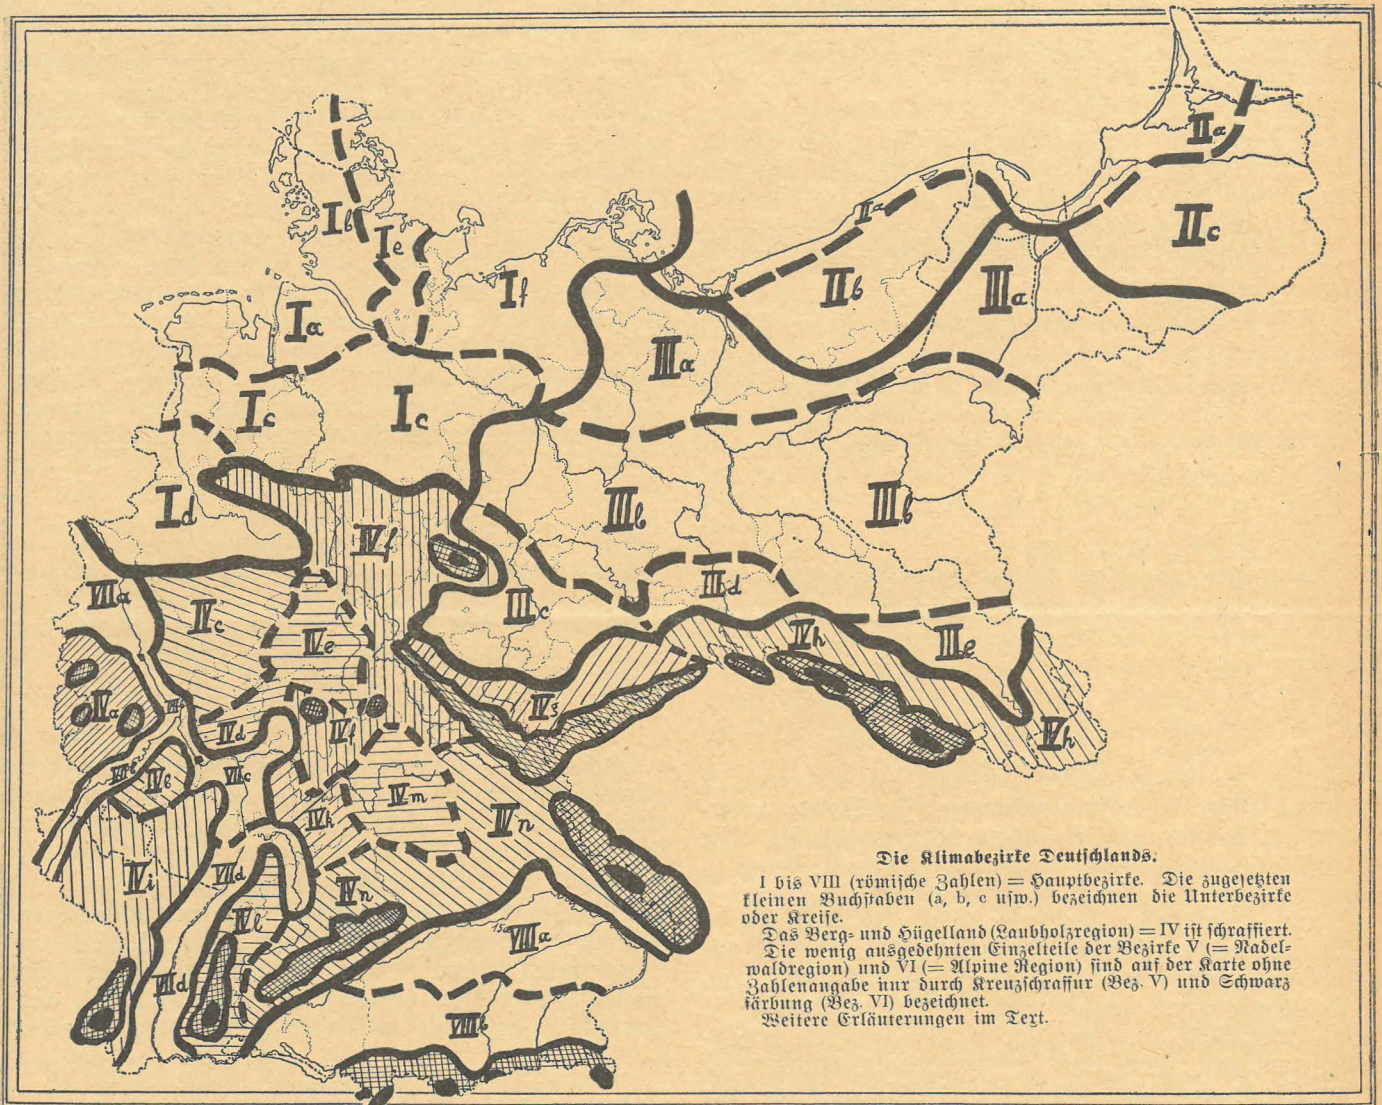 IIa
Ib
Ie
IIa
IIc
If
IIb
IIIa
Ia
IIIa
Ic
Ic
IIIb
IIIb
Id
IVf
IIId
VIIa
IVc
IIIc
IVe
IVh
IIIe
IVa
IVg
IVd
IVf
IVh
VIIb
IVb
VIIc
IVm
IVk
IVn
IVi
VIId
IVn
IVl
VIIIa
VIId
VIIIb
Die Klimabezirke Deutschlands.
I bis VIII (römische Zahlen) = Hauptbezirke. Die zugesetzten
kleinen Buchstaben (a, b, c usw.) bezeichnen die Unterbezirke
oder Kreise.
Das Berg- und Hügelland (Laubholzregion) = IV ist schraffiert.
Die wenig ausgedehnten Einzelteile der Bezirke V (= Nadel-
waldregion) und VI (= Alpine Region) sind auf der Karte ohne
Zahlenangabe nur durch Kreuzschraffur (Bez. V) und Schwarz
färbung (Bez. VI) bezeichnet.
Weitere Erläuterungen im Text.